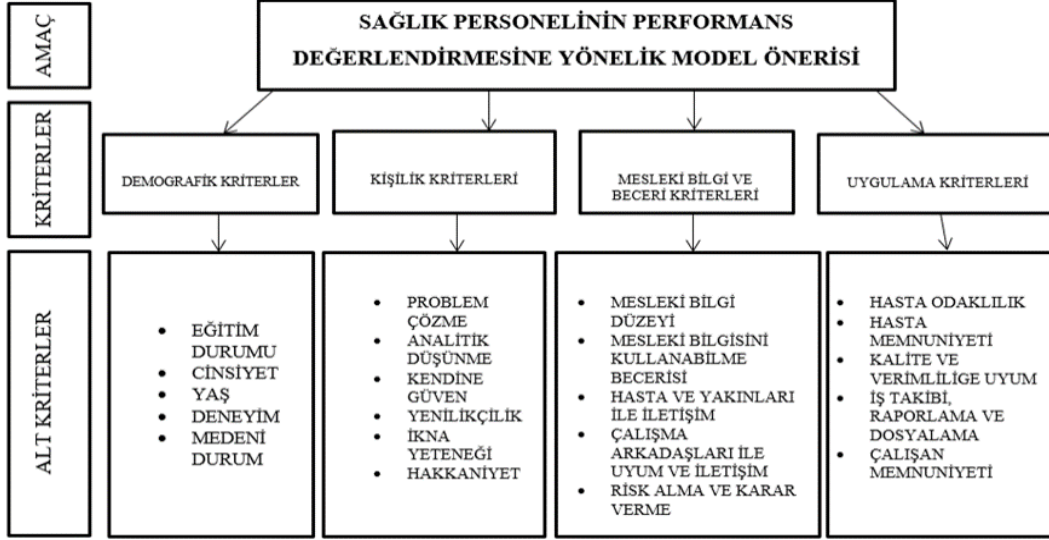 AMAÇ
SAĞLIK PERSONELİNİN PERFORMANS
DEĞERLENDİRMESİNE YÖNELİK MODEL ÖNERİSİ
KRİTERLER
DEMOGRAFİK KRİTERLER
KİŞİLİK KRİTERLERİ
MESLEKİ BİLGİ VE
BECERİ KRİTERLERİ
UYGULAMA KRİTERLERİ
ALT KRİTERLER
• EĞİTİM
DURUMU
• CİNSİYET
• YAŞ
• DENEYİM
• MEDENİ
DURUM
• PROBLEM
ÇÖZME
• ANALİTİK
DÜŞÜNME
• KENDİNE
GÜVEN
• YENİLİKÇİLİK
• İKNA
YETENEĞİ
• HAKKANİYET
• MESLEKİ BİLGİ
DÜZEYİ
• MESLEKİ BİLGİSİNİ
KULLANABİLME
BECERİSİ
• HASTA VE YAKINLARI
İLE İLETİŞİM
• ÇALIŞMA
ARKADAŞLARI İLE
UYUM VE İLETİŞİM
• RİSK ALMA VE KARAR
VERME
• HASTA ODAKLILIK
• HASTA
MEMNUNİYETİ
• KALİTE VE
VERİMLİLİGE UYUM
• İŞ TAKİBİ,
RAPORLAMA VE
DOSYALAMA
• ÇALIŞAN
MEMNUNİYETİ